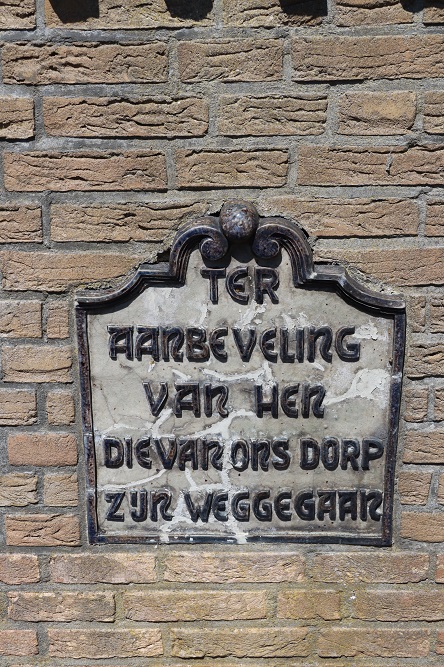 TER
AANBEVELING
VAN HEN
DIE VAN ONS DORP
ZIJN WEGGEGAAN